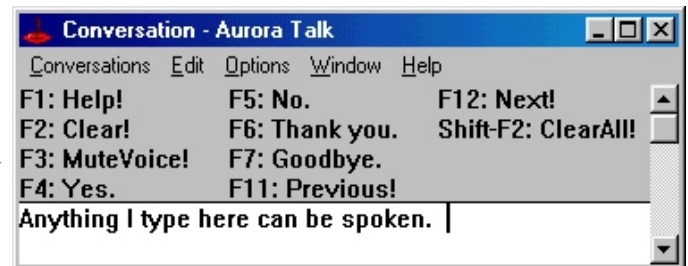 Conversation - Aurora Talk
Conversations Edit Options Window Help
F1: Help! F5: No. F12: Next!
F2: Clear! F6: Thank you. Shift-F2: ClearAll!
F3: MuteVoice! F7: Goodbye.
F4: Yes. F11: Previous!
Anything I type here can be spoken.